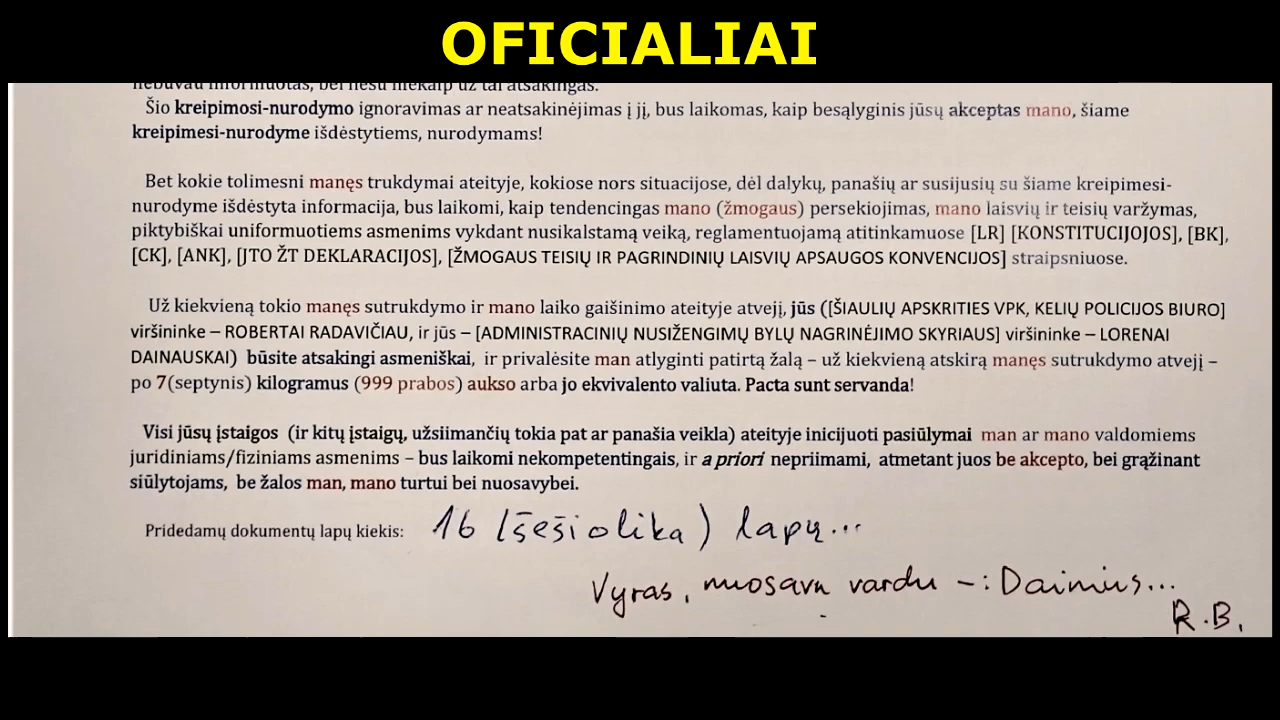 OFICIALIAI
nebuvau informuotas, bei nesu niekaip už tai atsakingas.
Šio kreipimosi-nurodymo ignoravimas ar neatsakinėjimas į jį, bus laikomas, kaip besąlyginis jūsų akceptas mano, šiame
kreipimesi-nurodyme išdėstytiems, nurodymams!
Bet kokie tolimesni manęs trukdymai ateityje, kokiose nors situacijose, dėl dalykų, panašių ar susijusių su šiame kreipimesi-
nurodyme išdėstyta informacija, bus laikomi, kaip tendencingas mano (žmogaus) persekiojimas, mano laisvių ir teisių varžymas,
piktybiškai uniformuotiems asmenims vykdant nusikalstamą veiką, reglamentuojamą atitinkamuose [LR] [KONSTITUCIJOJOS], [BK],
[CK], [ANK], [JTO ŽT DEKLARACIJOS], [ŽMOGAUS TEISIŲ IR PAGRINDINIŲ LAISVIŲ APSAUGOS KONVENCIJOS] straipsniuose.
Už kiekvieną tokio manęs sutrukdymo ir mano laiko gaišinimo ateityje atvejį, jūs ([ŠIAULIŲ APSKRITIES VPK, KELIŲ POLICIJOS BIURO]
viršininke – ROBERTAI RADAVIČIAU, ir jūs – [ADMINISTRACINIŲ NUSIŽENGIMŲ BYLŲ NAGRINĖJIMO SKYRIAUS] viršininke – LORENAI
DAINAUSKAI) būsite atsakingi asmeniškai, ir privalėsite man atlyginti patirtą žalą – už kiekvieną atskirą manęs sutrukdymo atvejį –
po 7(septynis) kilogramus (999 prabos) aukso arba jo ekvivalento valiuta. Pacta sunt servanda!
Visi jūsų įstaigos (ir kitų įstaigų, užsiimančių tokia pat ar panašia veikla) ateityje inicijuoti pasiūlymai man ar mano valdomiems
juridiniams/fiziniams asmenims – bus laikomi nekompetentingais, ir a priori nepriimami, atmetant juos be akcepto, bei grąžinant
siūlytojams, be žalos man, mano turtui bei nuosavybei.
Pridedamų dokumentų lapų kiekis: 16 (šešiolika) lapų...
Vyras, nuosavu vardu –: Dainius...
R.B.